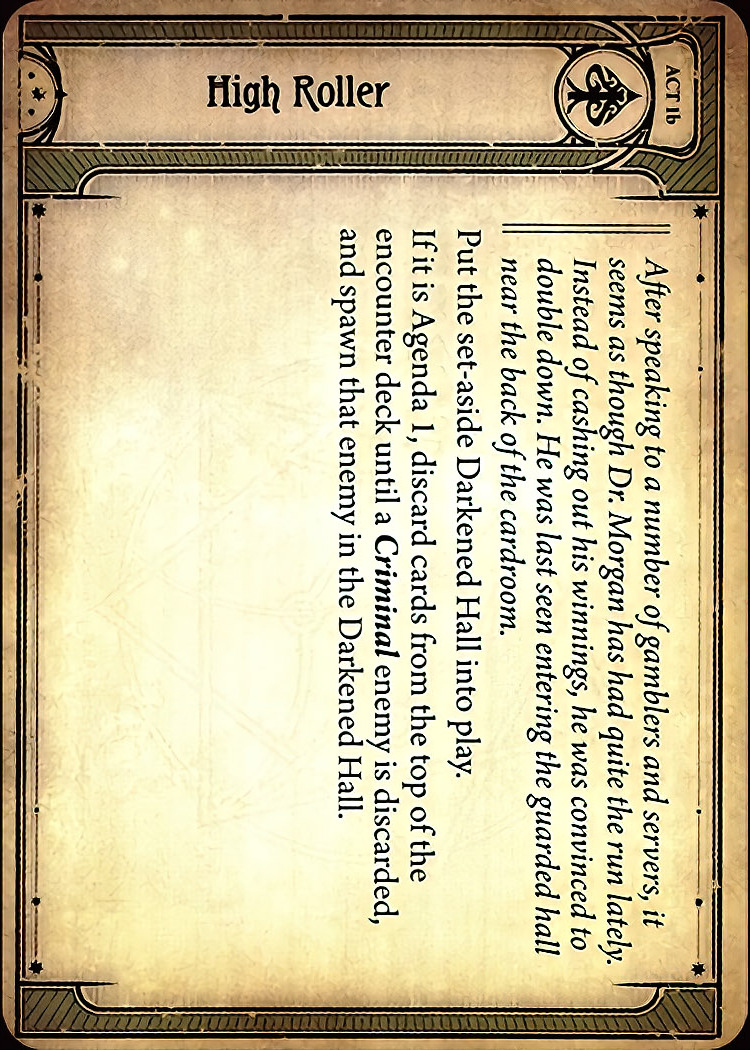 ACT 1b
High Roller
After speaking to a number of gamblers and servers, it
seems as though Dr. Morgan has had quite the run lately.
Instead of cashing out his winnings, he was convinced to
double down. He was last seen entering the guarded hall
near the back of the cardroom.
Put the set-aside Darkened Hall into play.
If it is Agenda 1, discard cards from the top of the
encounter deck until a Criminal enemy is discarded,
and spawn that enemy in the Darkened Hall.